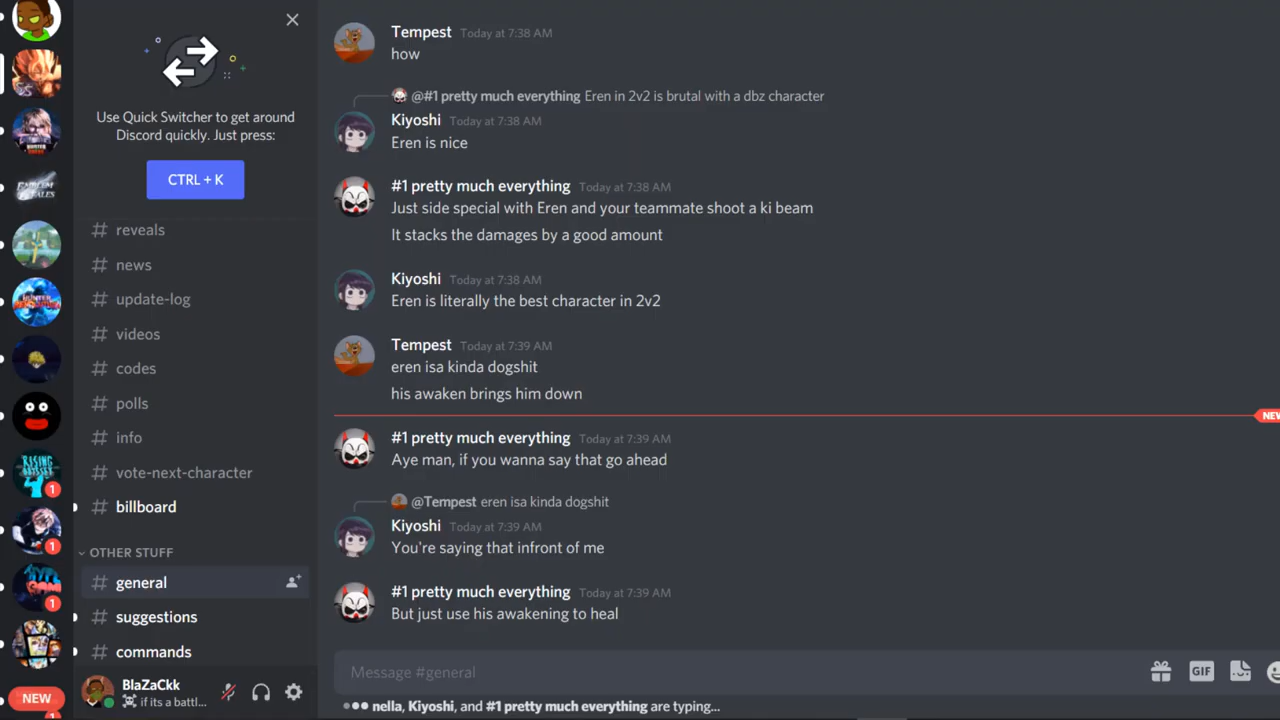 Use Quick Switcher to get around
Discord quickly. Just press:
CTRL + K
# reveals
# news
# update-log
# videos
# codes
# polls
# info
# vote-next-character
# billboard
OTHER STUFF
# general
# suggestions
# commands
BlaZaCkk
if its a battl...
RISING
1
1
1
NEW
1
Tempest Today at 7:38 AM
how
@#1 pretty much everything Eren in 2v2 is brutal with a dbz character
Kiyoshi Today at 7:38 AM
Eren is nice
#1 pretty much everything Today at 7:38 AM
Just side special with Eren and your teammate shoot a ki beam
It stacks the damages by a good amount
Kiyoshi Today at 7:38 AM
Eren is literally the best character in 2v2
Tempest Today at 7:39 AM
eren isa kinda dogshit
his awaken brings him down
NEW
#1 pretty much everything Today at 7:39 AM
Aye man, if you wanna say that go ahead
@Tempest eren isa kinda dogshit
Kiyoshi Today at 7:39 AM
You're saying that infront of me
#1 pretty much everything Today at 7:39 AM
But just use his awakening to heal
Message #general
GIF
nella, Kiyoshi, and #1 pretty much everything are typing...